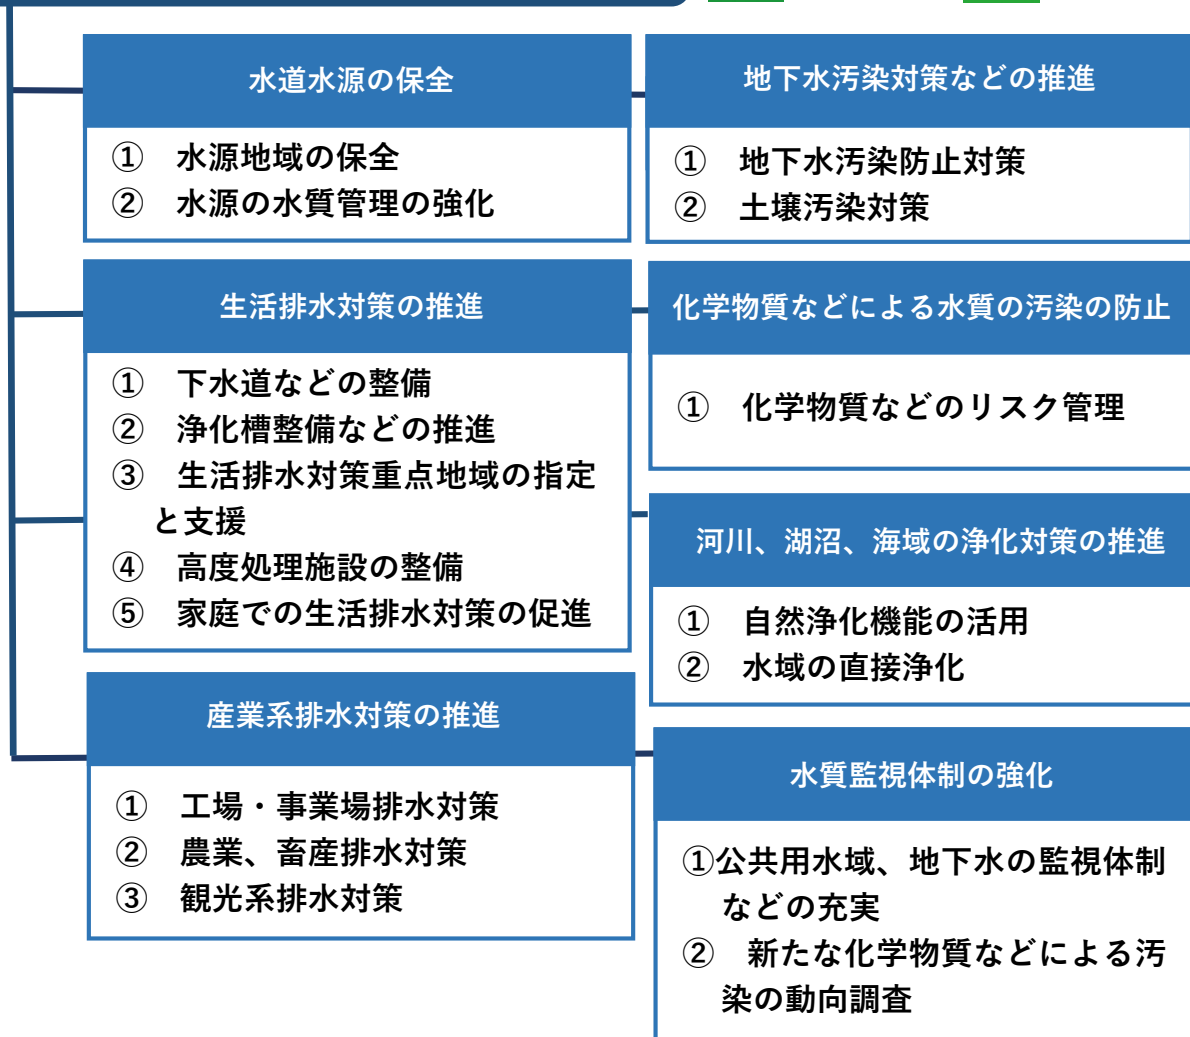 水道水源の保全
① 水源地域の保全
② 水源の水質管理の強化
生活排水対策の推進
① 下水道などの整備
② 浄化槽整備などの推進
③ 生活排水対策重点地域の指定
と支援
④ 高度処理施設の整備
⑤ 家庭での生活排水対策の促進
産業系排水対策の推進
① 工場・事業場排水対策
② 農業、畜産排水対策
③ 観光系排水対策
地下水汚染対策などの推進
① 地下水汚染防止対策
② 土壌汚染対策
化学物質などによる水質の汚染の防止
① 化学物質などのリスク管理
河川、湖沼、海域の浄化対策の推進
① 自然浄化機能の活用
② 水域の直接浄化
水質監視体制の強化
①公共用水域、地下水の監視体制
などの充実
② 新たな化学物質などによる汚
染の動向調査